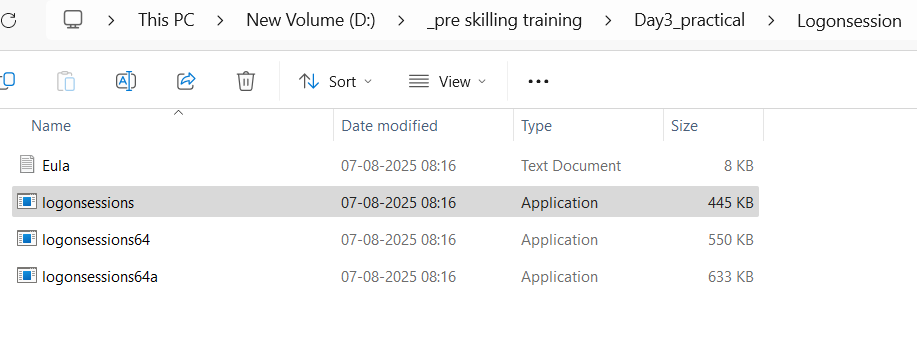 This PC > New Volume (D:) > _pre skilling training > Day3_practical > Logonsession
Sort View
Name Date modified Type Size
Eula 07-08-2025 08:16 Text Document 8 KB
logonsessions 07-08-2025 08:16 Application 445 KB
logonsessions64 07-08-2025 08:16 Application 550 KB
logonsessions64a 07-08-2025 08:16 Application 633 KB